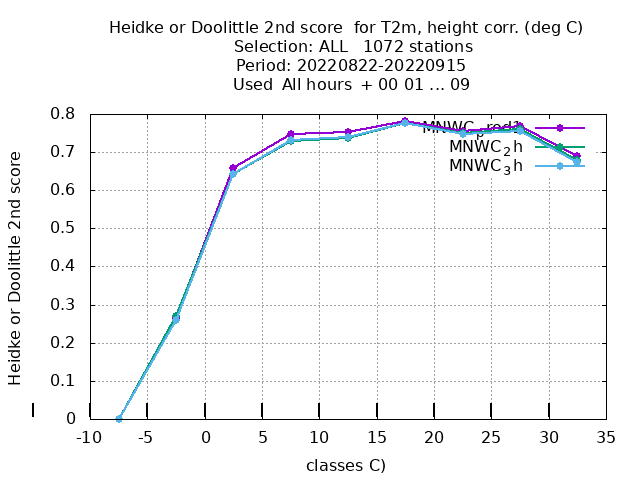 Heidke or Doolittle 2nd score  for T2m, height corr. (deg C)
Selection: ALL   1072 stations
Period: 20220822-20220915
Used  All hours  + 00 01 ... 09
Heidke or Doolittle 2nd score
0.8
0.7
0.6
0.5
0.4
0.3
0.2
0.1
0
MNWC_prod1
MNWC_2h
MNWC_3h
-10 -5 0 5 10 15 20 25 30 35
classes C)